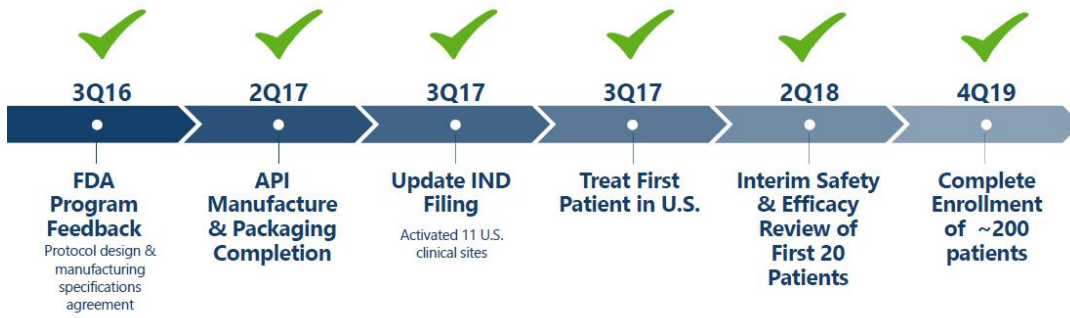 3Q16
2Q17
3Q17
3Q17
2Q18
4Q19
FDA
Program
Feedback
Protocol design &
manufacturing
specifications
agreement
API
Manufacture
& Packaging
Completion
Update IND
Filing
Activated 11 U.S.
clinical sites
Treat First
Patient in U.S.
Interim Safety
& Efficacy
Review of
First 20
Patients
Complete
Enrollment
of ~200
patients